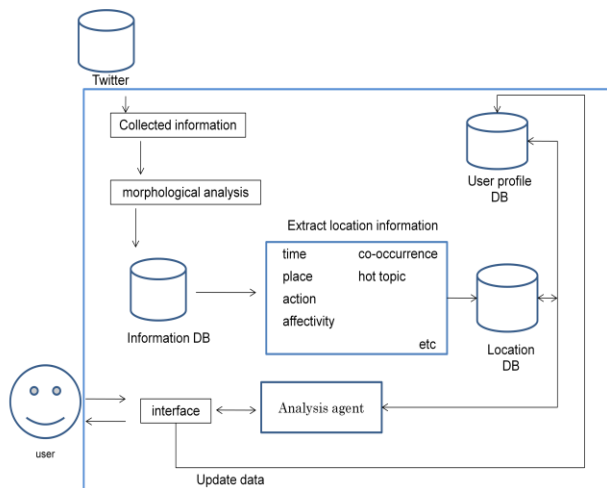 Twitter
Collected information
morphological analysis
User profile
DB
Extract location information
time co-occurrence
place hot topic
action
affectivity
etc
Information DB
Location
DB
user
interface
Analysis agent
Update data